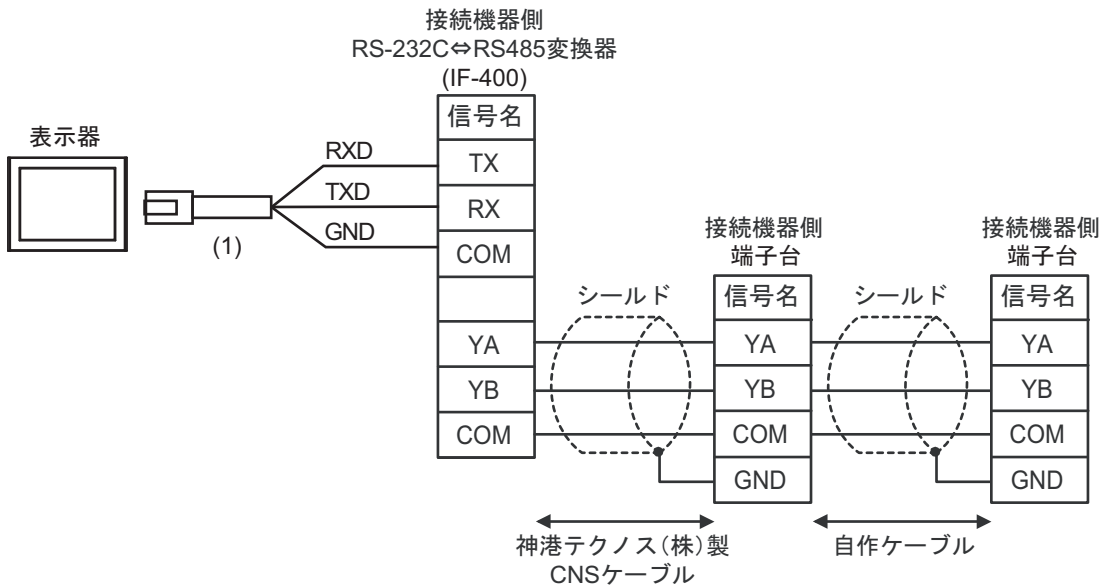 接続機器側
RS-232C⇔RS485変換器
(IF-400)
信号名
表示器
RXD
TX
TXD
RX
GND
COM
(1)
接続機器側
端子台
接続機器側
端子台
シールド
信号名
シールド
信号名
YA
YA
YA
YB
YB
YB
COM
COM
COM
GND
GND
神港テクノス(株)製
CNSケーブル
自作ケーブル